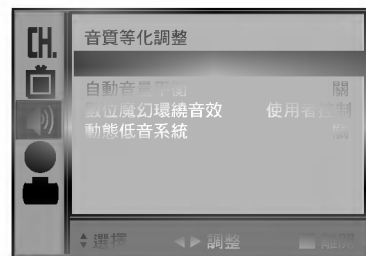 CH.
音質等化調整
自動音量平衡 關
數位魔幻環繞音效 使用者控制
動態低音系統 關
選擇 調整 離開